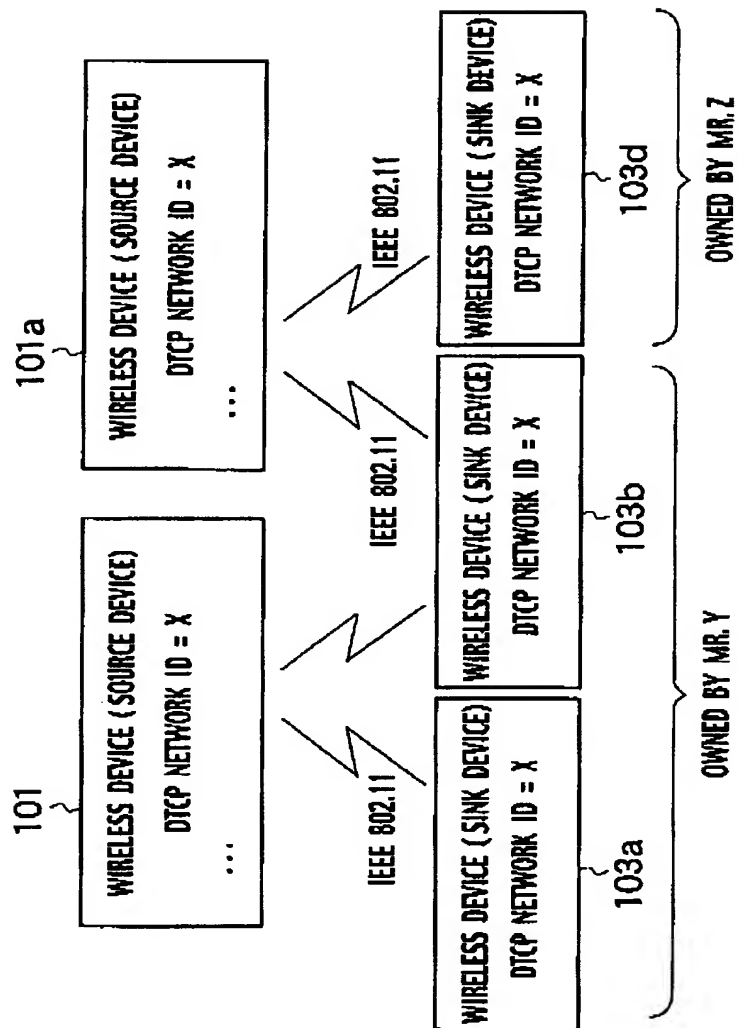 101
WIRELESS DEVICE (SOURCE DEVICE)
DTCP NETWORK ID = X
...
101a
WIRELESS DEVICE (SOURCE DEVICE)
DTCP NETWORK ID = X
...
IEEE 802.11
IEEE 802.11
IEEE 802.11
WIRELESS DEVICE (SINK DEVICE)
DTCP NETWORK ID = X
103a
WIRELESS DEVICE (SINK DEVICE)
DTCP NETWORK ID = X
103b
WIRELESS DEVICE (SINK DEVICE)
DTCP NETWORK ID = X
103d
OWNED BY MR. Y
OWNED BY MR. Z